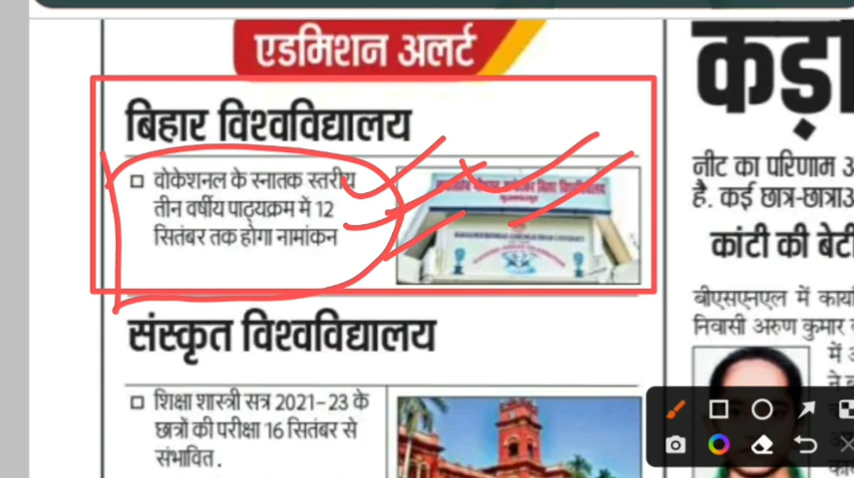 एडमिशन अलर्ट
बिहार विश्वविद्यालय
वोकेशनल के स्नातक स्तरीय
तीन वर्षीय पाठ्यक्रम में 12
सितंबर तक होगा नामांकन
संस्कृत विश्वविद्यालय
शिक्षा शास्त्री सत्र 2021-23 के
छात्रों की परीक्षा 16 सितंबर से
संभावित.
नीट का परिणाम
है. कई छात्र-छात्रा
कांटी की बेटी
बीएसएनएल में
निवासी अरुण कुमार
में